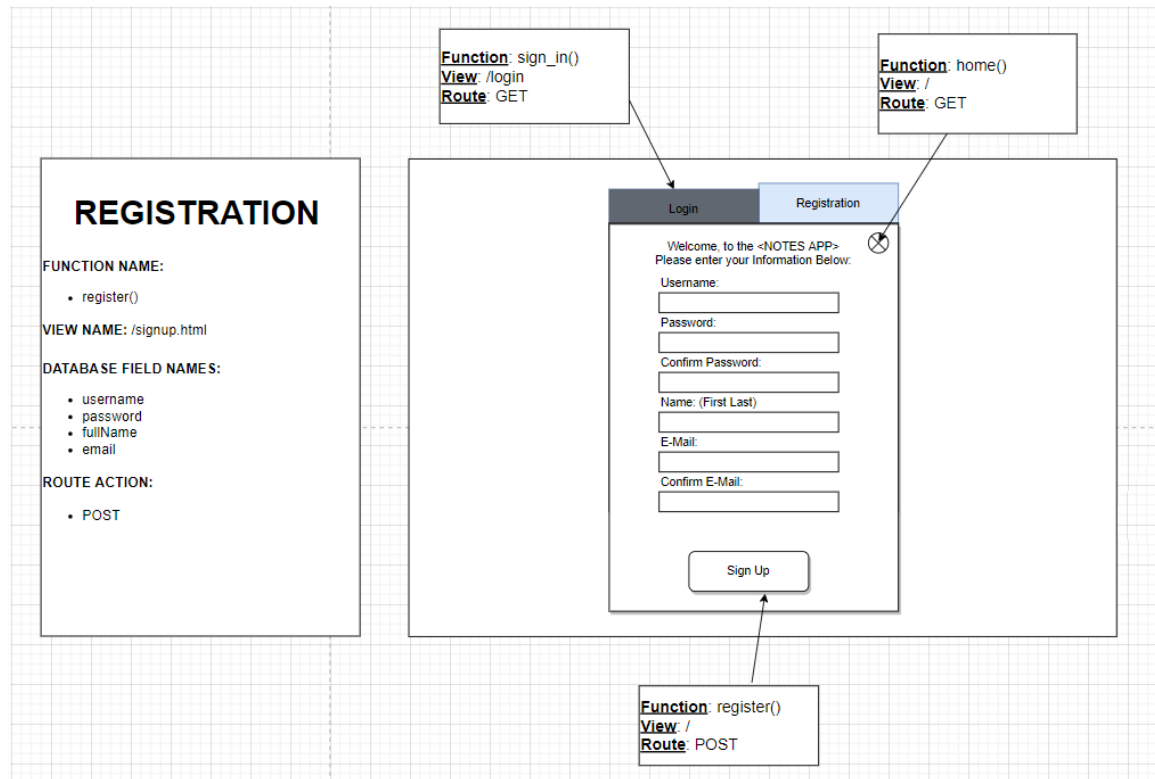 Function: sign_in()
View: /login
Route: GET
Function: home()
View: /
Route: GET
REGISTRATION
FUNCTION NAME:
• register()
VIEW NAME: /signup.html
DATABASE FIELD NAMES:
• username
• password
• fullName
• email
ROUTE ACTION:
• POST
Login
Registration
Welcome, to the <NOTES APP>
Please enter your Information Below:
Username:
Password:
Confirm Password:
Name: (First Last)
E-Mail:
Confirm E-Mail:
Sign Up
Function: register()
View: /
Route: POST